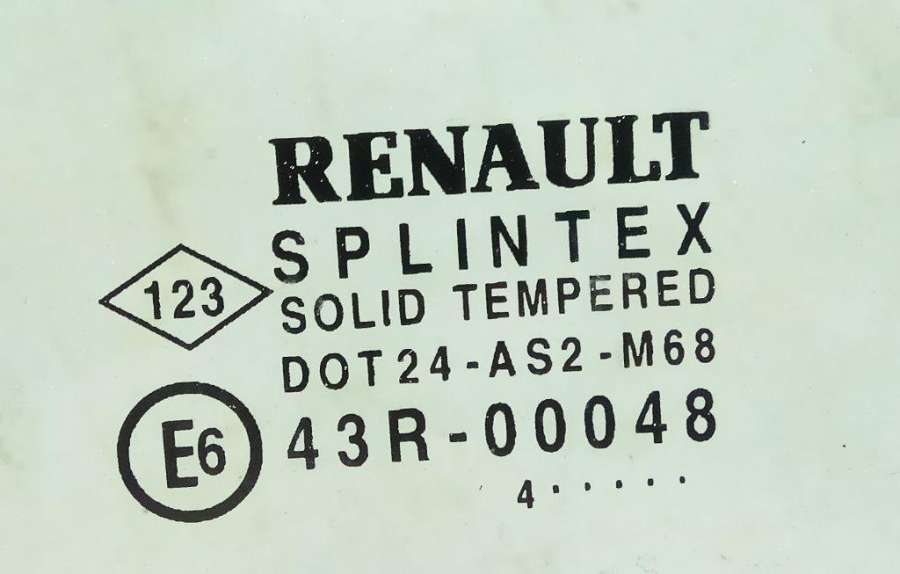 RENAULT
SPLINTEX
123
SOLID TEMPERED
DOT24-AS2-M68
E6
43R-00048
4·····